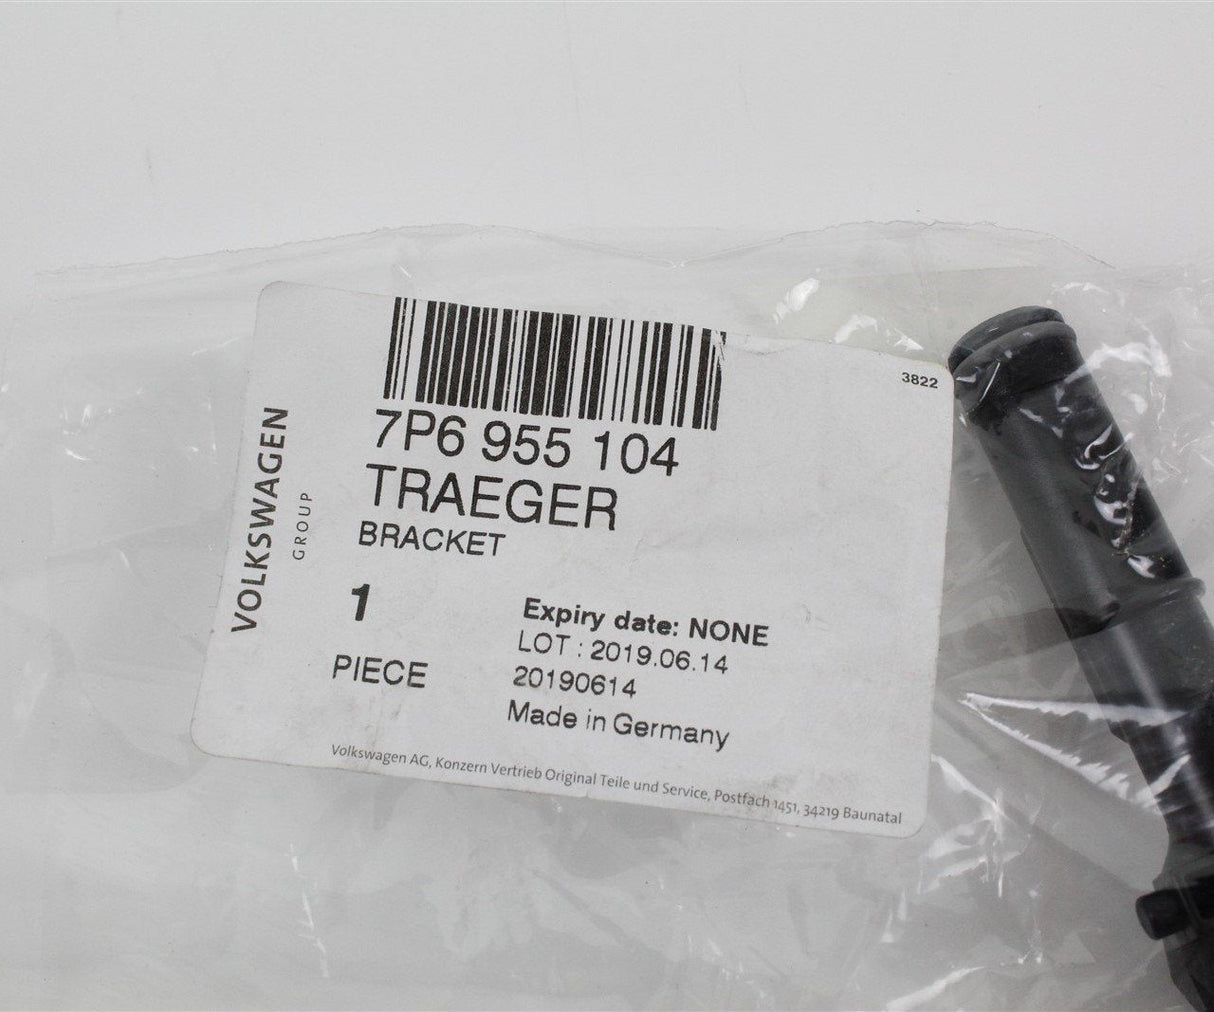 3822
7P6 955 104
TRAEGER
BRACKET
VOLKSWAGEN
GROUP
1
PIECE
Expiry date: NONE
LOT : 2019.06.14
20190614
Made in Germany
Volkswagen AG, Konzern Vertrieb Original Teile und Service, Postfach 1451, 34219 Baunatal